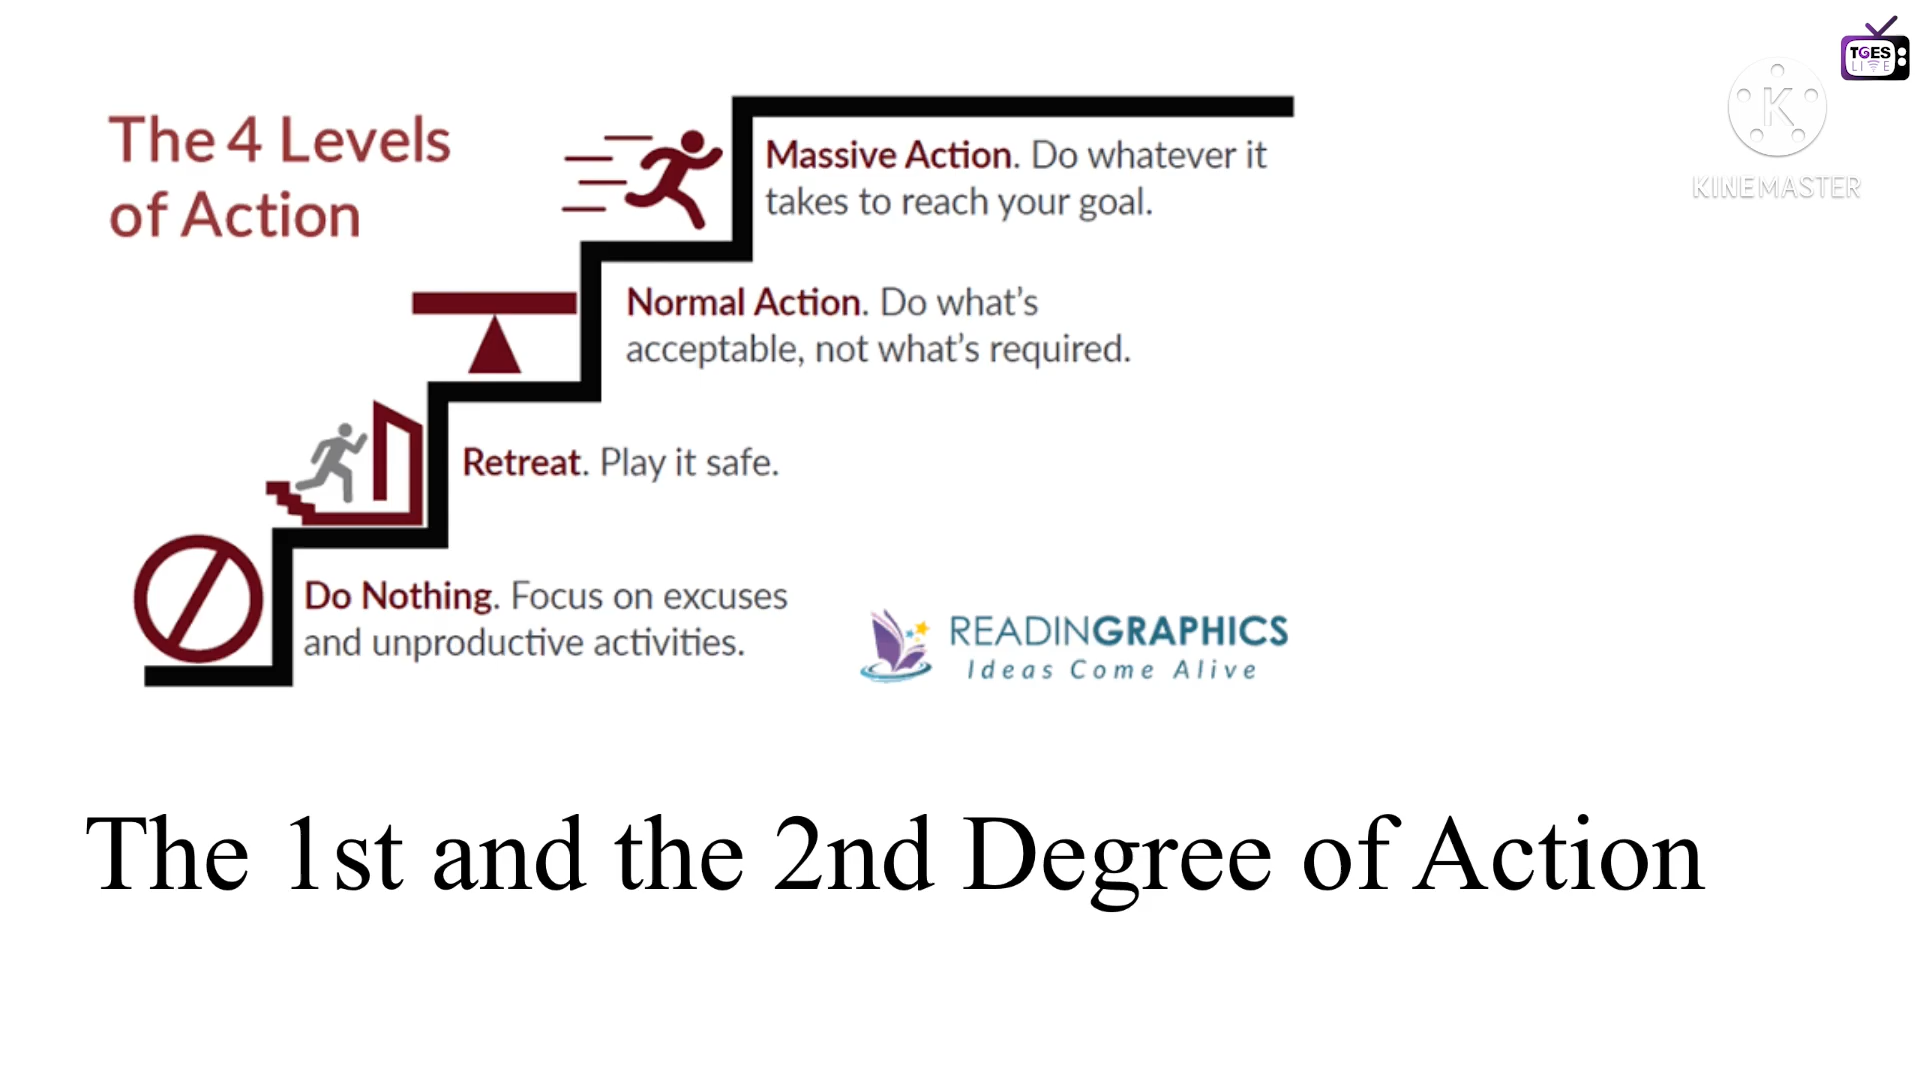 TGES
LIVE
KINEMASTER
The 4 Levels
of Action
Massive Action. Do whatever it
takes to reach your goal.
Normal Action. Do what's
acceptable, not what's required.
Retreat. Play it safe.
Do Nothing. Focus on excuses
and unproductive activities.
READINGRAPHICS
Ideas Come Alive
The 1st and the 2nd Degree of Action